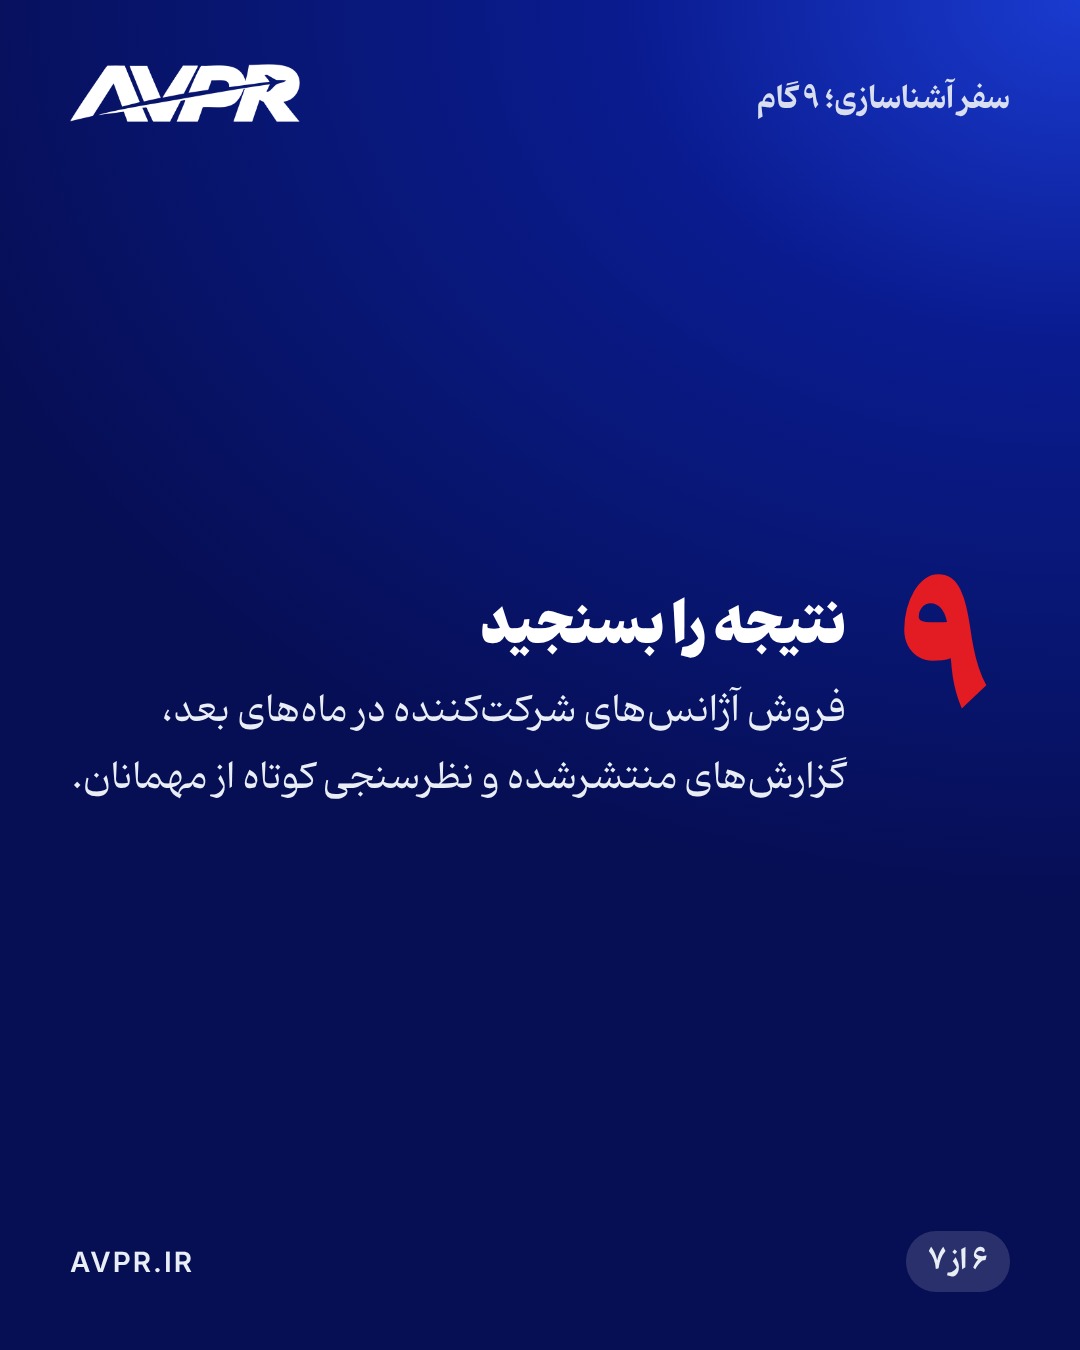 AVPR
سفر آشناسازی؛ ۹ گام
۹
نتیجه را بسنجید
فروش آژانس‌های شرکت‌کننده در ماه‌های بعد،
گزارش‌های منتشرشده و نظرسنجی کوتاه از مهمانان.
AVPR.IR
۶ از ۷